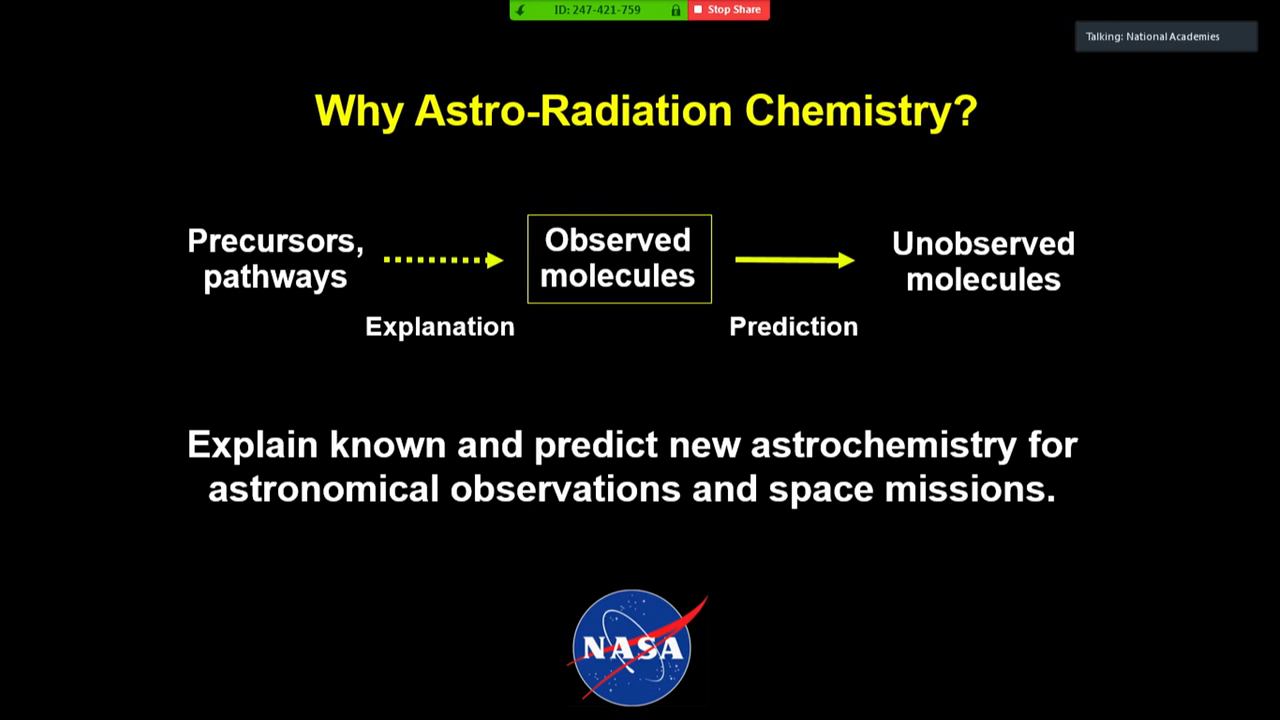 ID: 247-421-759
Stop Share
Talking: National Academies
Why Astro-Radiation Chemistry?
Precursors,
pathways
Explanation
Observed
molecules
Prediction
Unobserved
molecules
Explain known and predict new astrochemistry for
astronomical observations and space missions.
NASA